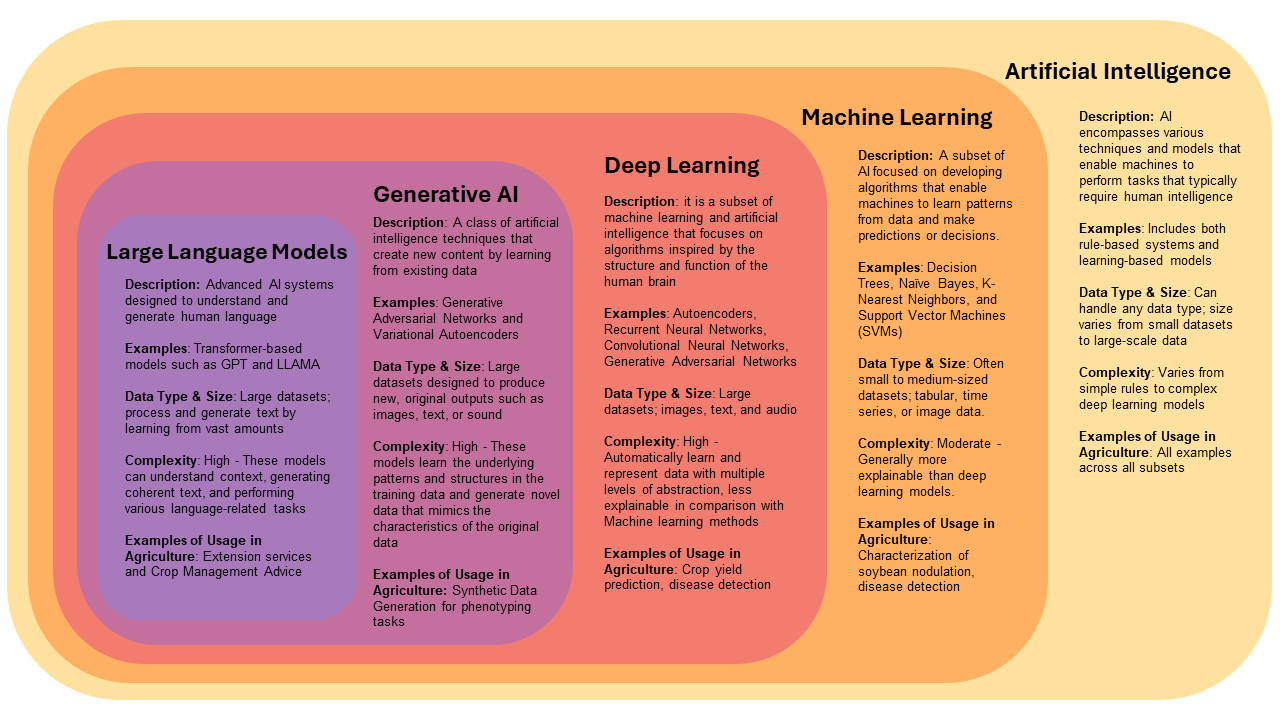 Artificial Intelligence
Description: AI
encompasses various
techniques and models that
enable machines to
perform tasks that typically
require human intelligence
Examples: Includes both
rule-based systems and
learning-based models
Data Type & Size: Can
handle any data type; size
varies from small datasets
to large-scale data
Complexity: Varies from
simple rules to complex
deep learning models
Examples of Usage in
Agriculture: All examples
across all subsets
Machine Learning
Description: A subset of
AI focused on developing
algorithms that enable
machines to learn patterns
from data and make
predictions or decisions.
Examples: Decision
Trees, Naïve Bayes, K-
Nearest Neighbors, and
Support Vector Machines
(SVMs)
Data Type & Size: Often
small to medium-sized
datasets; tabular, time
series, or image data.
Complexity: Moderate -
Generally more
explainable than deep
learning models.
Examples of Usage in
Agriculture:
Characterization of
soybean nodulation,
disease detection
Deep Learning
Description: it is a subset of
machine learning and artificial
intelligence that focuses on
algorithms inspired by the
structure and function of the
human brain
Examples: Autoencoders,
Recurrent Neural Networks,
Convolutional Neural Networks,
Generative Adversarial Networks
Data Type & Size: Large
datasets; images, text, and audio
Complexity: High -
Automatically learn and
represent data with multiple
levels of abstraction, less
explainable in comparison with
Machine learning methods
Examples of Usage in
Agriculture: Crop yield
prediction, disease detection
Generative AI
Description: A class of artificial
intelligence techniques that
create new content by learning
from existing data
Examples: Generative
Adversarial Networks and
Variational Autoencoders
Data Type & Size: Large
datasets designed to produce
new, original outputs such as
images, text, or sound
Complexity: High - These
models learn the underlying
patterns and structures in the
training data and generate novel
data that mimics the
characteristics of the original
data
Examples of Usage in
Agriculture: Synthetic Data
Generation for phenotyping
tasks
Large Language Models
Description: Advanced AI systems
designed to understand and
generate human language
Examples: Transformer-based
models such as GPT and LLAMA
Data Type & Size: Large datasets;
process and generate text by
learning from vast amounts
Complexity: High - These models
can understand context, generating
coherent text, and performing
various language-related tasks
Examples of Usage in
Agriculture: Extension services
and Crop Management Advice